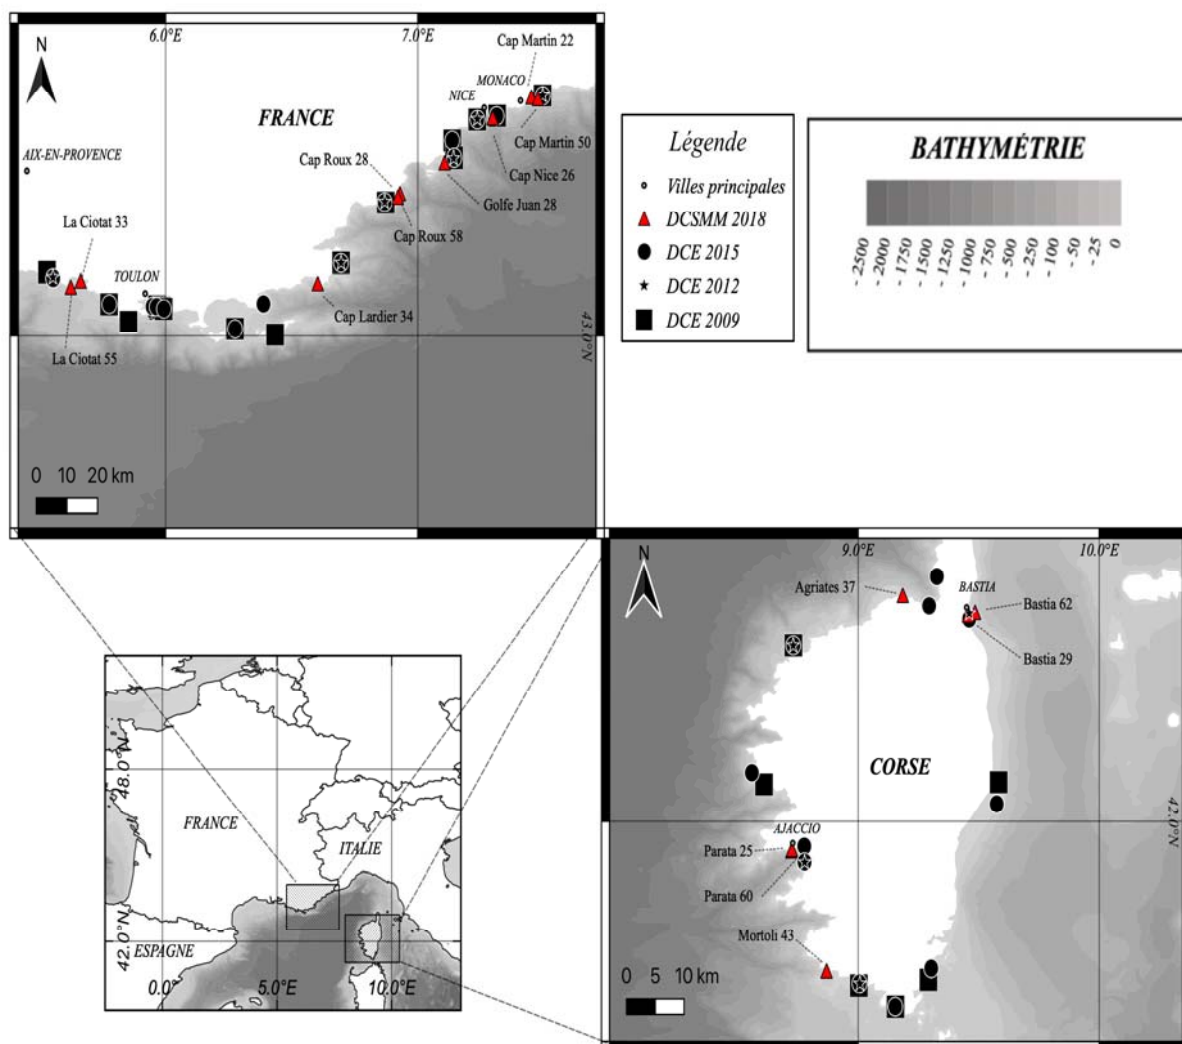 6.0°E
7.0°E
N
Cap Martin 22
MONACO
NICE
FRANCE
AIX-EN-PROVENCE
Cap Martin 50
Cap Roux 28
Cap Nice 26
Golfe Juan 28
La Ciotat 33
Cap Roux 58
TOULON
Cap Lardier 34
43.0°N
La Ciotat 55
0 10 20 km
Légende
Villes principales
DCSMM 2018
DCE 2015
DCE 2012
DCE 2009
BATHYMÉTRIE
- 2500
- 2000
- 1750
- 1500
- 1250
- 1000
- 750
- 500
- 250
- 100
- 50
- 25
0
9.0°E
10.0°E
N
Agriates 37
BASTIA
Bastia 62
Bastia 29
CORSE
42.0°N
AJACCIO
Parata 25
Parata 60
Mortoli 43
0 5 10 km
48.0°N
FRANCE
ITALIE
42.0°N
ESPAGNE
0.0°E
5.0°E
10.0°E